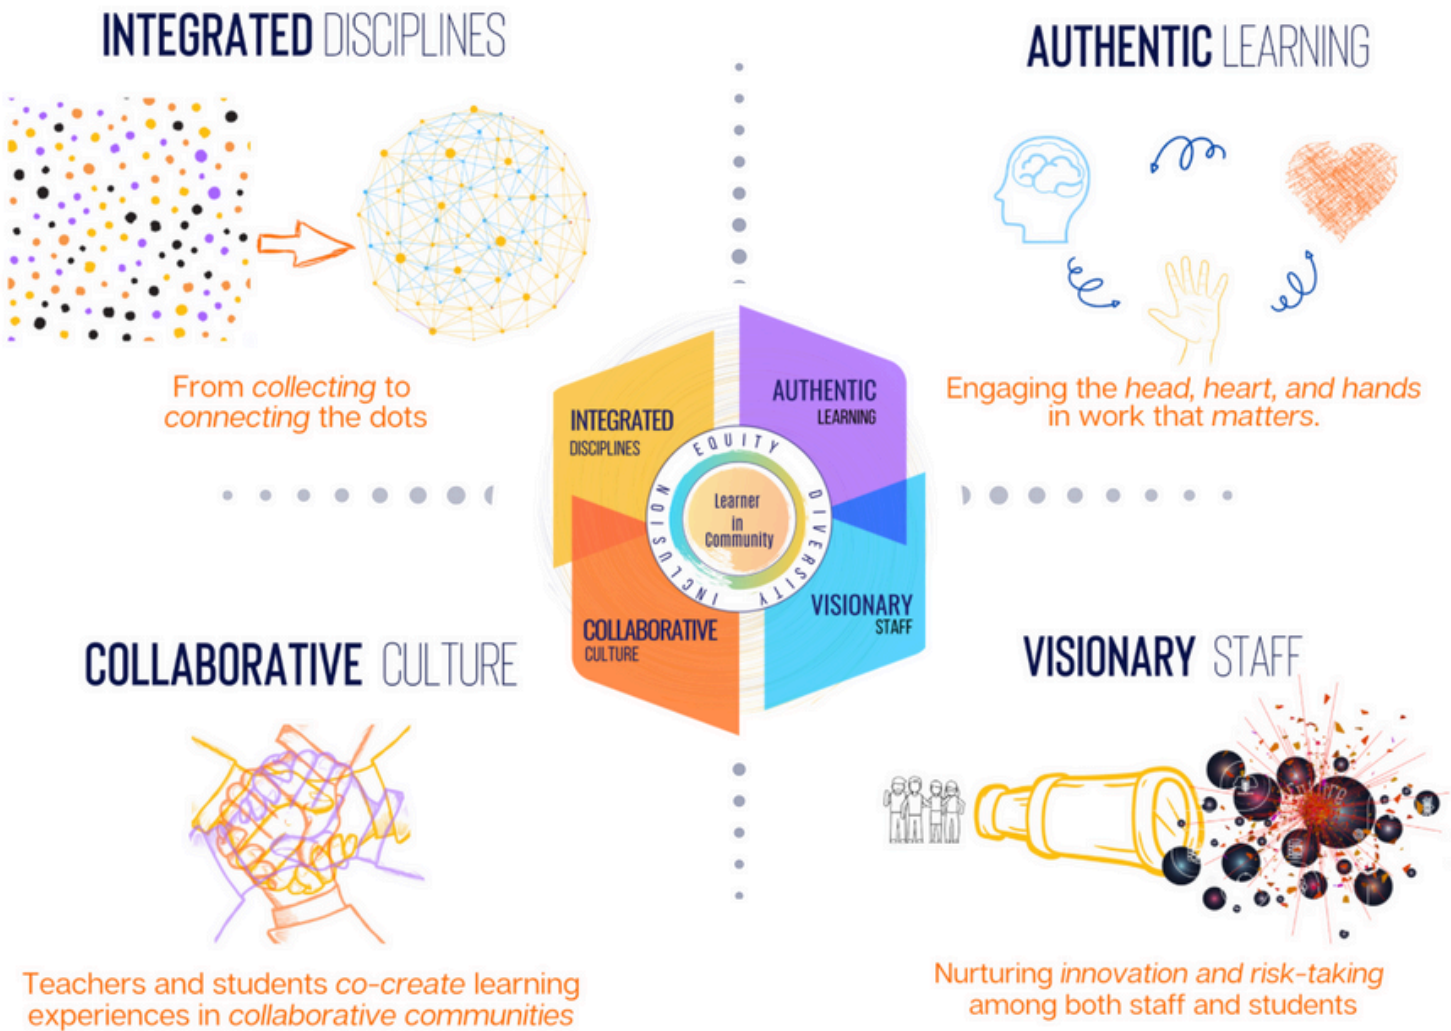 INTEGRATED DISCIPLINES
From collecting to
connecting the dots
AUTHENTIC LEARNING
Engaging the head, heart, and hands
in work that matters.
INTEGRATED
DISCIPLINES
AUTHENTIC
LEARNING
EQUITY
DIVERSITY
INCLUSION
Learner
in
Community
COLLABORATIVE
CULTURE
VISIONARY
STAFF
COLLABORATIVE CULTURE
Teachers and students co-create learning
experiences in collaborative communities
VISIONARY STAFF
Nurturing innovation and risk-taking
among both staff and students